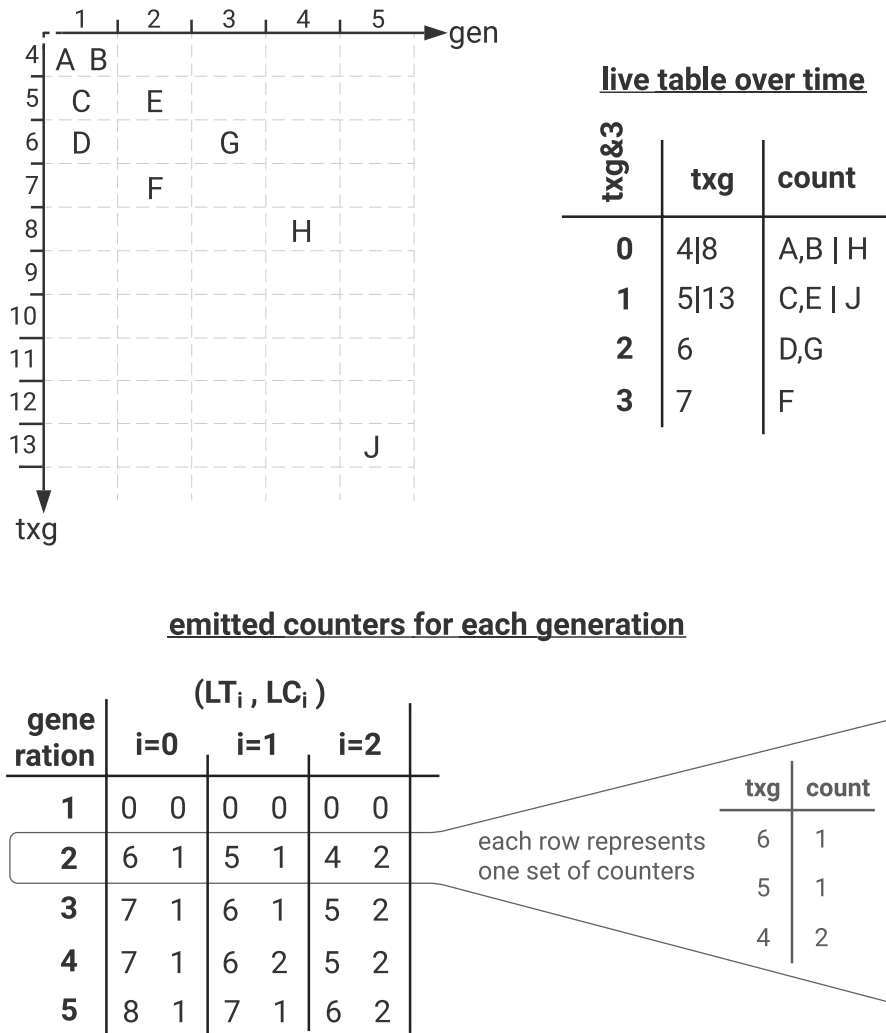 1 2 3 4 5
gen
4 A B
5 C E
6 D G
7 F
8 H
9
10
11
12
13 J
txg
live table over time
txg&3 txg count
0 4|8 A,B | H
1 5|13 C,E | J
2 6 D,G
3 7 F
emitted counters for each generation
(LTi , LCi )
gene
ration i=0 i=1 i=2
1 0 0 0 0 0 0
2 6 1 5 1 4 2
3 7 1 6 1 5 2
4 7 1 6 2 5 2
5 8 1 7 1 6 2
each row represents
one set of counters
txg count
6 1
5 1
4 2